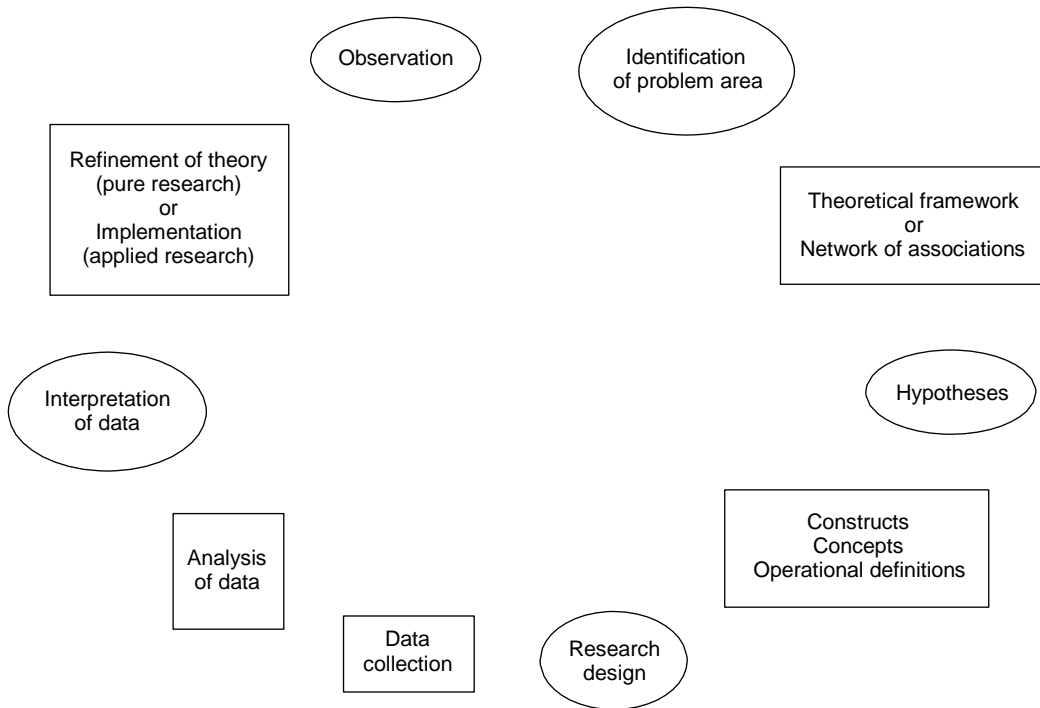 Observation
Identification
of problem area
Theoretical framework
or
Network of associations
Hypotheses
Constructs
Concepts
Operational definitions
Research
design
Data
collection
Analysis
of data
Interpretation
of data
Refinement of theory
(pure research)
or
Implementation
(applied research)